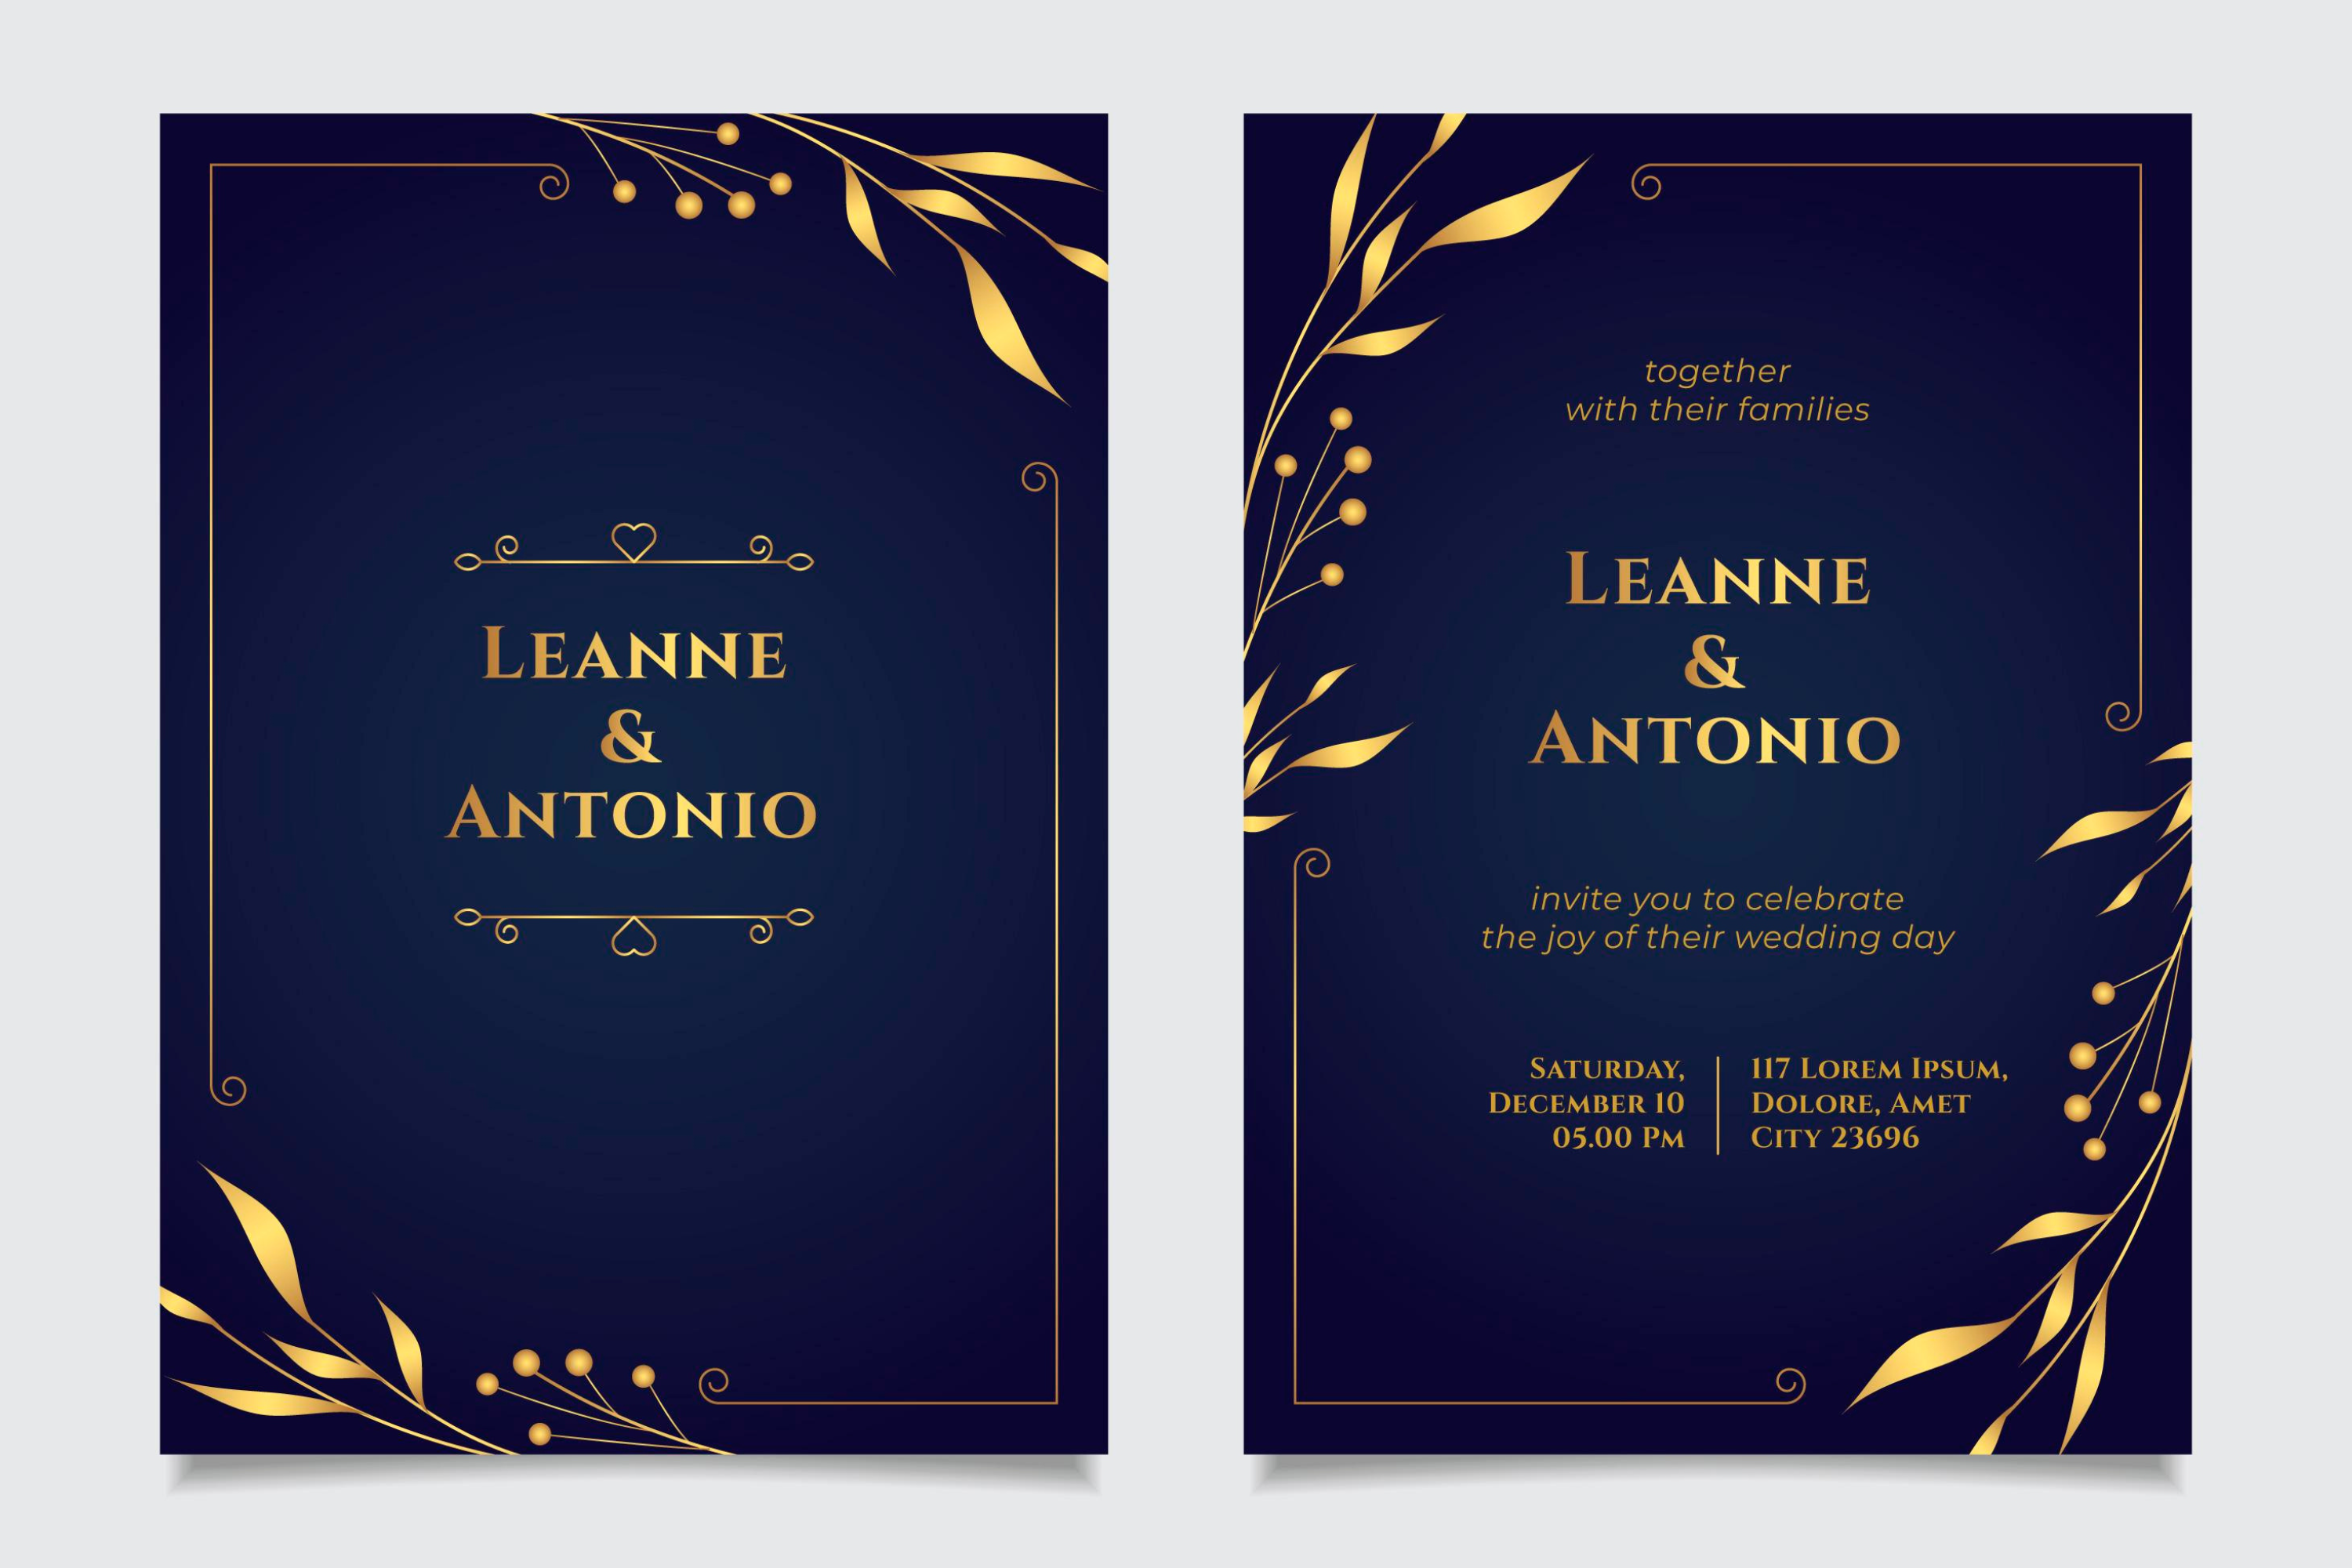 Leanne
&
Antonio
together
with their families
Leanne
&
Antonio
invite you to celebrate
the joy of their wedding day
Saturday,
December 10
05.00 Pm
117 Lorem Ipsum,
Dolore, Amet
City 23696